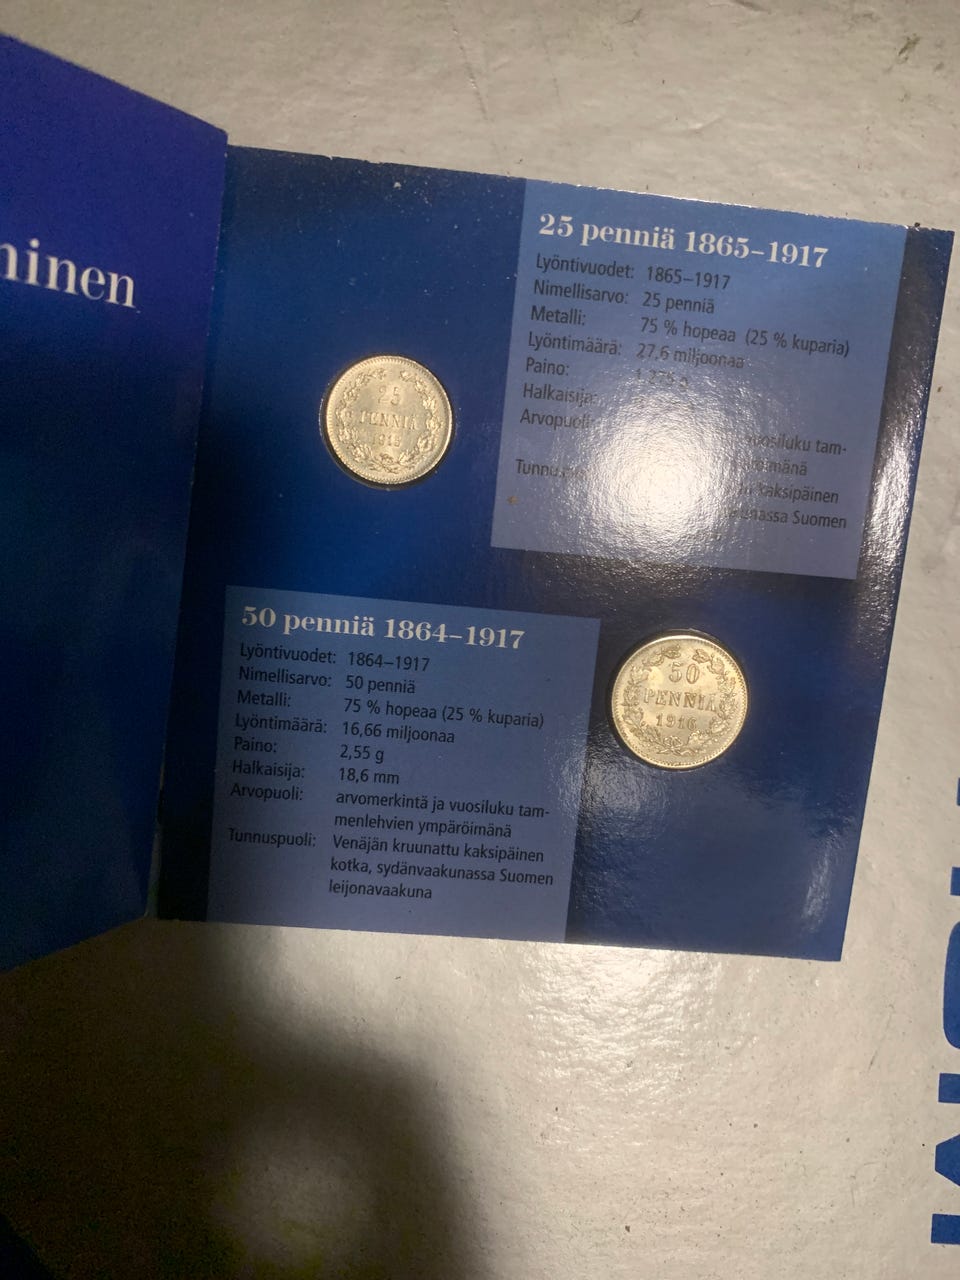 ninen
25 penniä 1865–1917
Lyöntivuodet: 1865–1917
Nimellisarvo: 25 penniä
Metalli: 75 % hopeaa (25 % kuparia)
Lyöntimäärä: 27,6 miljoonaa
Paino:
Halkaisija:
Arvopuoli:
vuosiluku tam-
kaksipäinen
Suomen
25
PENNIÄ
50 penniä 1864–1917
Lyöntivuodet: 1864–1917
Nimellisarvo: 50 penniä
Metalli: 75 % hopeaa (25 % kuparia)
Lyöntimäärä: 16,66 miljoonaa
Paino: 2,55 g
Halkaisija: 18,6 mm
Arvopuoli: arvomerkintä ja vuosiluku tam-
menlehvien ympäröimänä
Tunnuspuoli: Venäjän kruunattu kaksipäinen
kotka, sydänvaakunassa Suomen
leijonavaakuna
50
PENNIÄ
1916